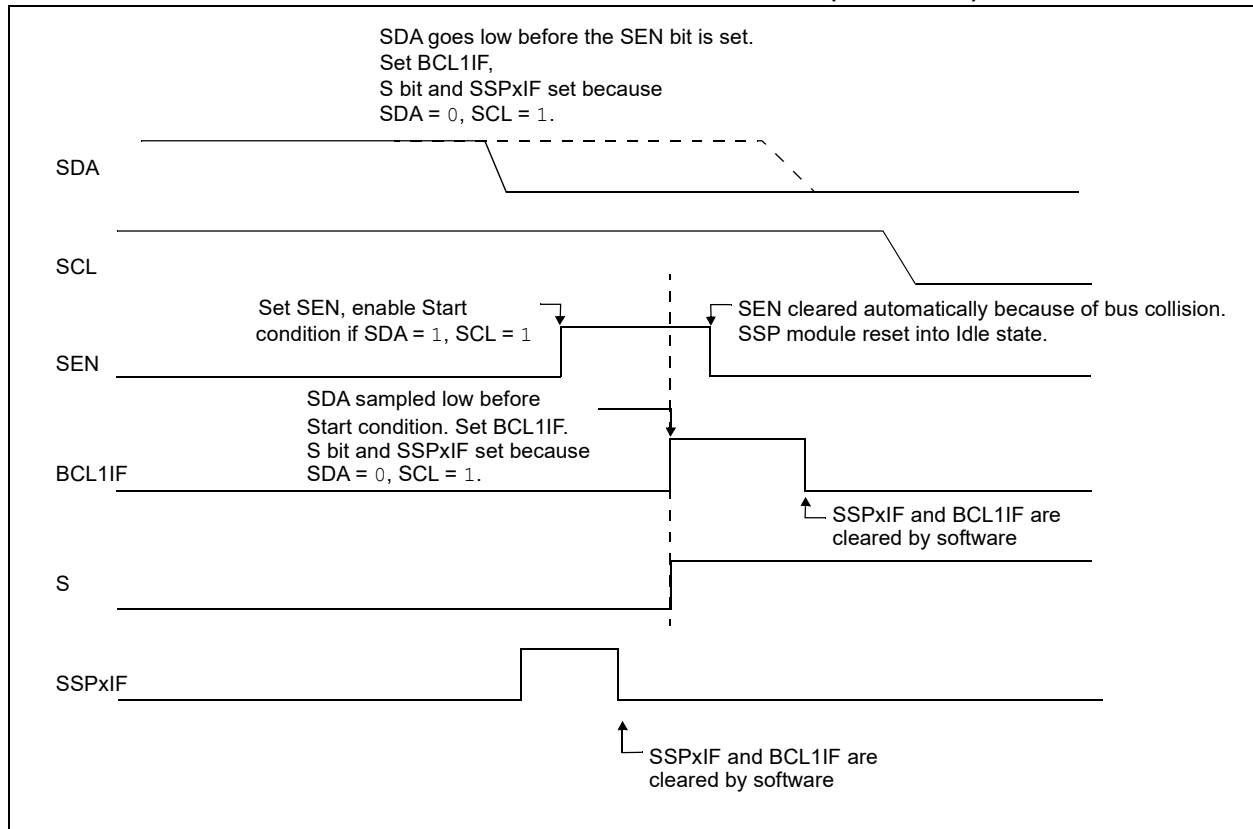 SDA goes low before the SEN bit is set.
Set BCL1IF,
S bit and SSPxIF set because
SDA = 0, SCL = 1.
SDA
SCL
Set SEN, enable Start
condition if SDA = 1, SCL = 1
SEN cleared automatically because of bus collision.
SSP module reset into Idle state.
SEN
SDA sampled low before
Start condition. Set BCL1IF.
S bit and SSPxIF set because
SDA = 0, SCL = 1.
BCL1IF
SSPxIF and BCL1IF are
cleared by software
S
SSPxIF
SSPxIF and BCL1IF are
cleared by software